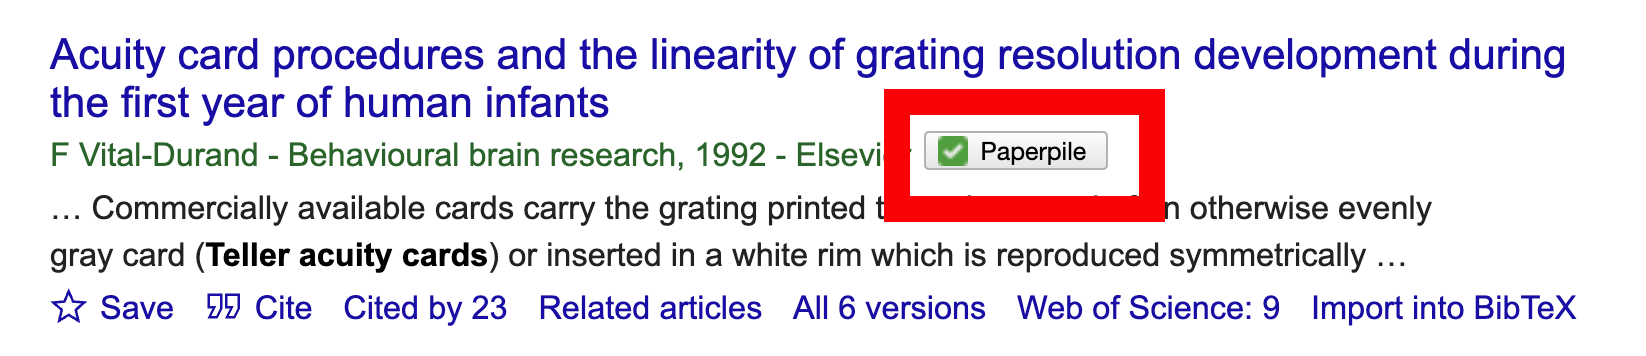 Acuity card procedures and the linearity of grating resolution development during
the first year of human infants
F Vital-Durand - Behavioural brain research, 1992 - Paperpile
… Commercially available cards carry the grating printed otherwise evenly
gray card (Teller acuity cards) or inserted in a white rim which is reproduced symmetrically …
Save Cite Cited by 23 Related articles All 6 versions Web of Science: 9 Import into BibTeX